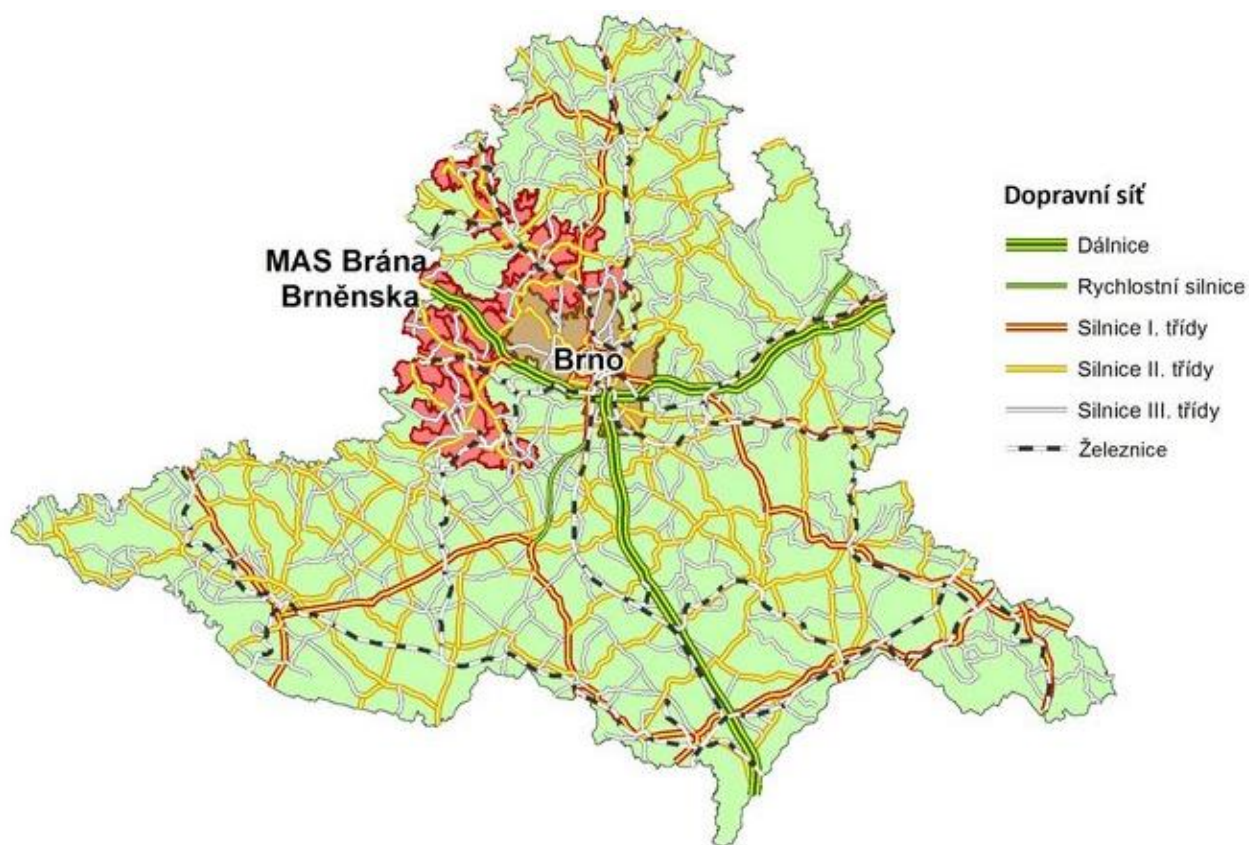 MAS Brána
Brněnska
Brno
Dopravní síť
Dálnice
Rychlostní silnice
Silnice I. třídy
Silnice II. třídy
Silnice III. třídy
Železnice